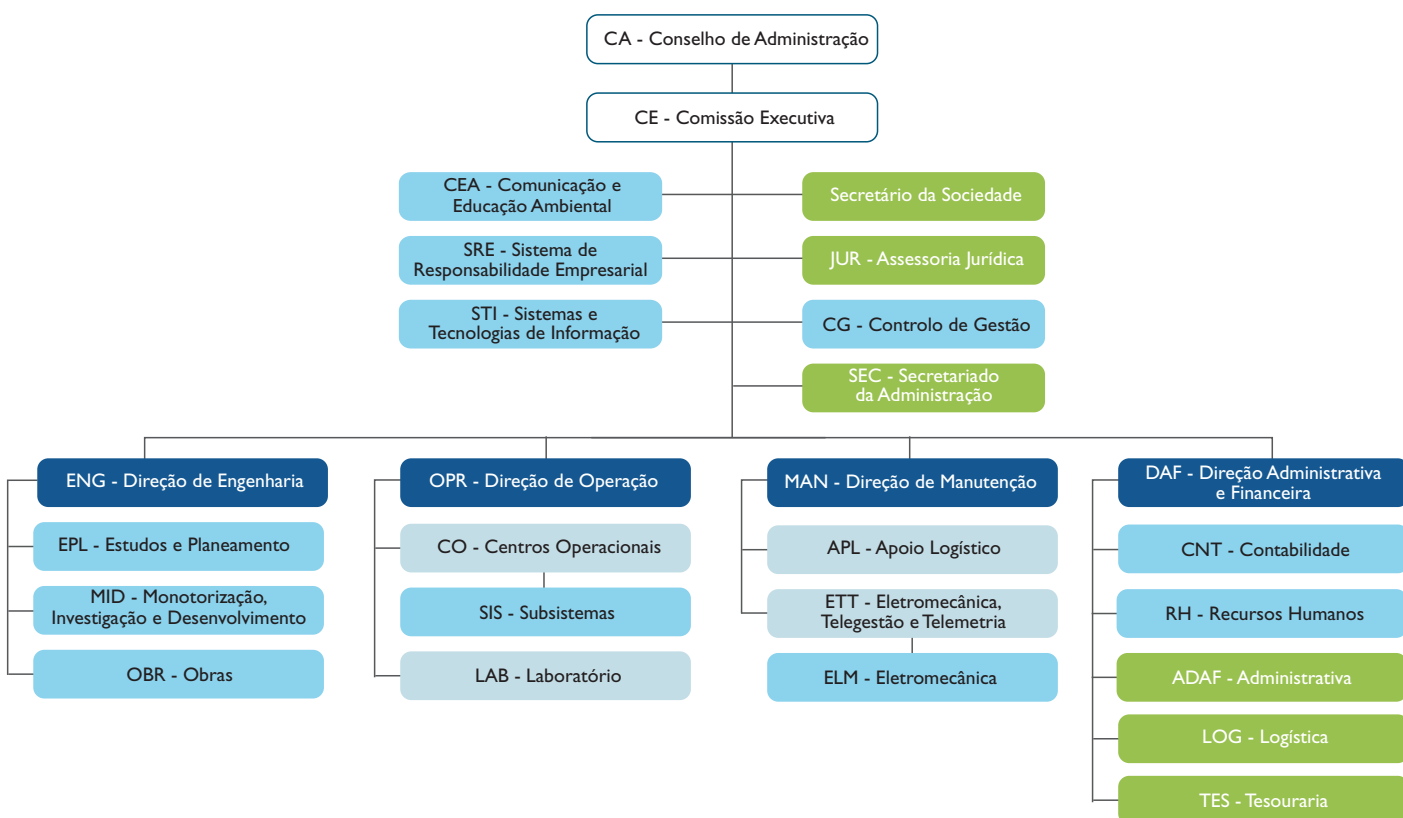 CA - Conselho de Administração
CE - Comissão Executiva
CEA - Comunicação e
Educação Ambiental
Secretário da Sociedade
SRE - Sistema de
Responsabilidade Empresarial
JUR - Assessoria Jurídica
STI - Sistemas e
Tecnologias de Informação
CG - Controlo de Gestão
SEC - Secretariado
da Administração
ENG - Direção de Engenharia
EPL - Estudos e Planeamento
MID - Monotorização,
Investigação e Desenvolvimento
OBR - Obras
OPR - Direção de Operação
CO - Centros Operacionais
SIS - Subsistemas
LAB - Laboratório
MAN - Direção de Manutenção
APL - Apoio Logístico
ETT - Eletromecânica,
Telegestão e Telemetria
ELM - Eletromecânica
DAF - Direção Administrativa
e Financeira
CNT - Contabilidade
RH - Recursos Humanos
ADAF - Administrativa
LOG - Logística
TES - Tesouraria